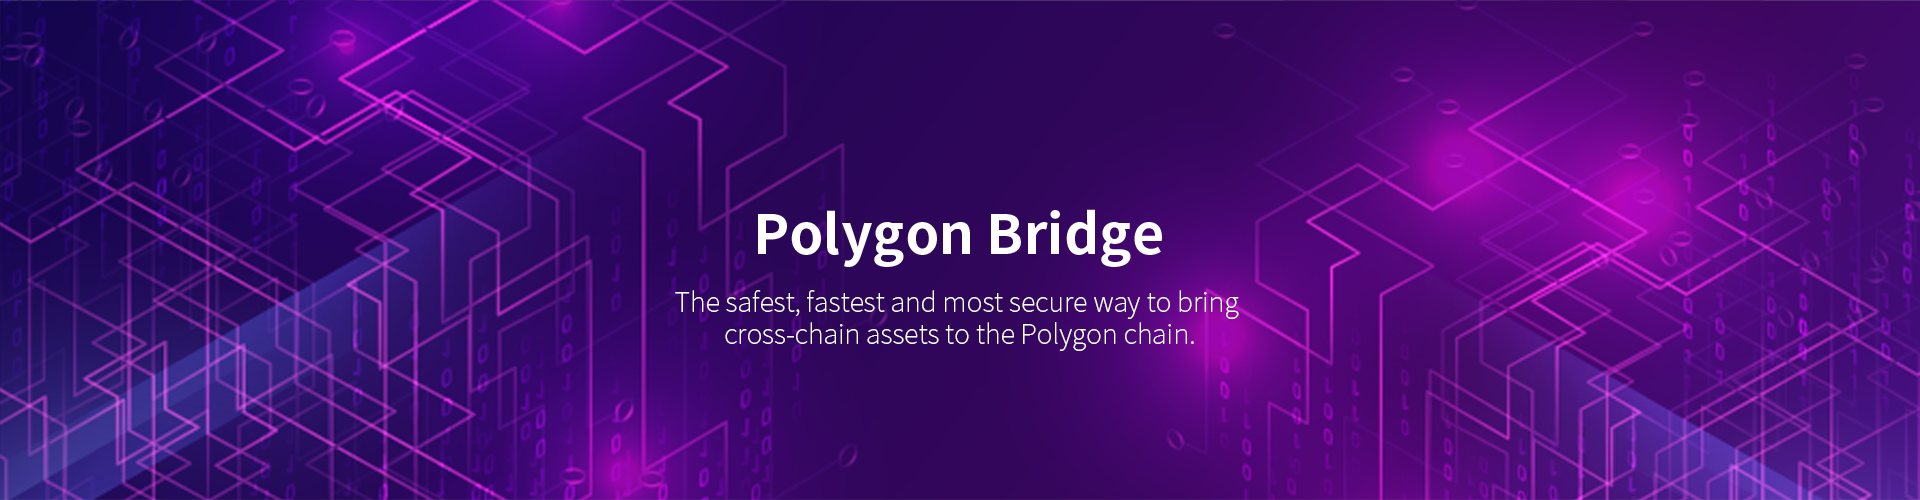 Polygon Bridge
The safest, fastest and most secure way to bring
cross-chain assets to the Polygon chain.